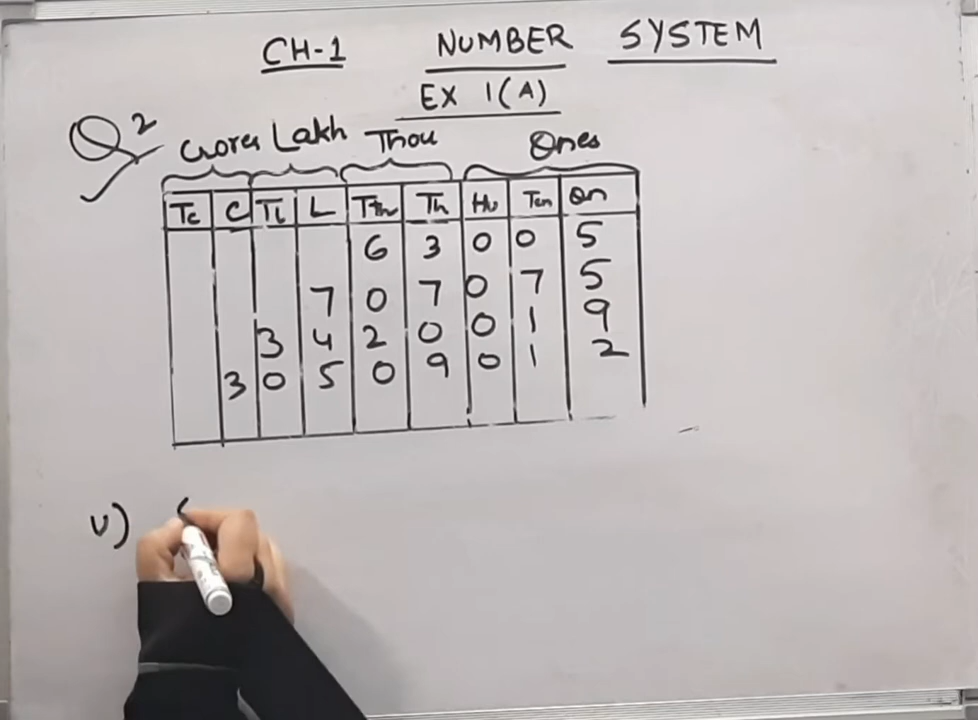 CH-1 NUMBER SYSTEM
EX 1(A)
Q2
Crores Lakh Thou Ones
Tc C TL L Tth Th Hu Ten On
6 3 0 0 5
7 0 7 0 7 5
3 4 2 0 0 1 9
3 0 5 0 9 0 1 2
v)